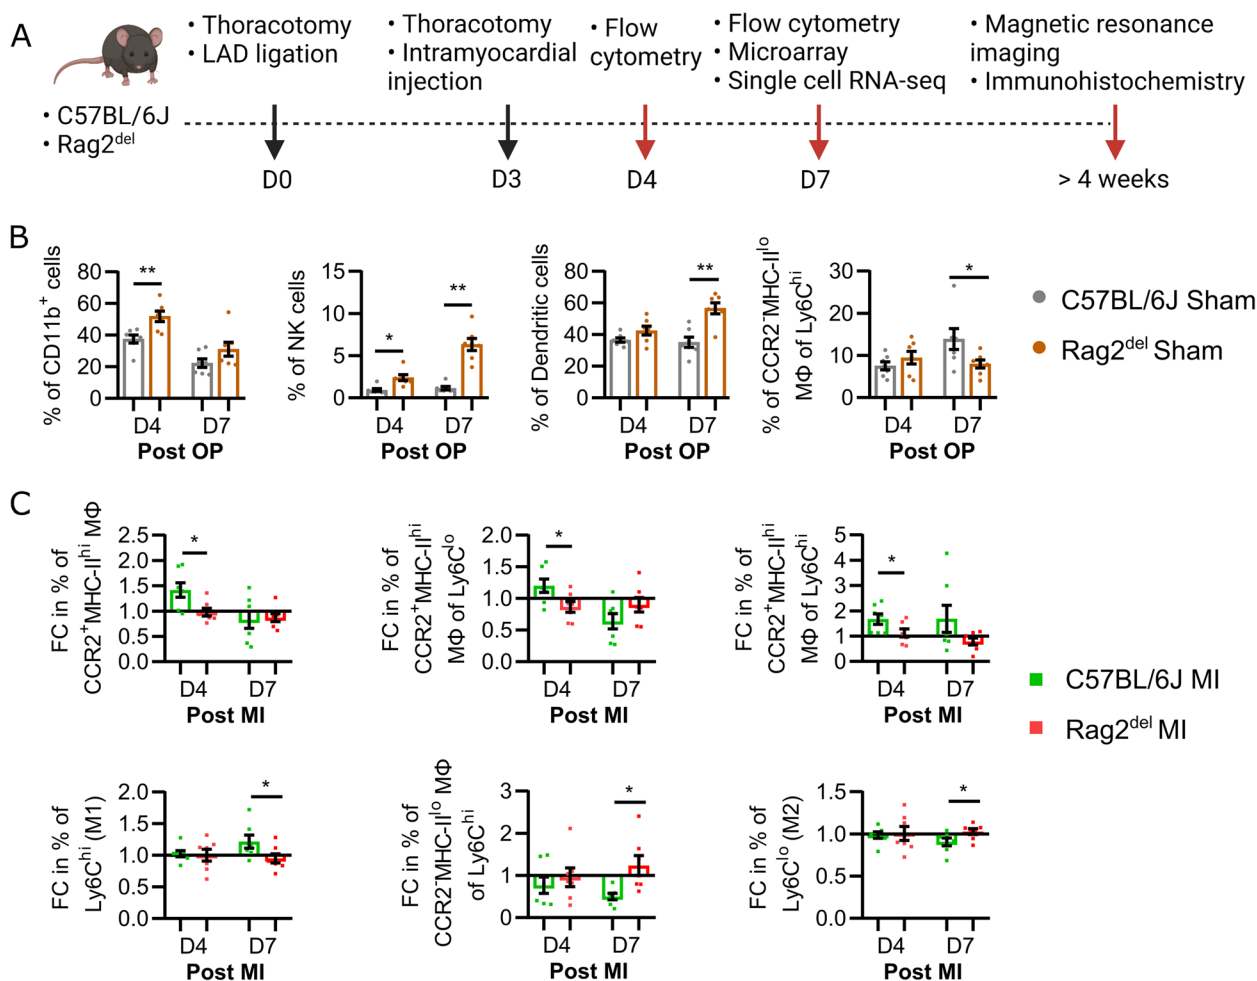 A
• Thoracotomy
• LAD ligation
• Thoracotomy
• Intramyocardial
injection
• Flow
cytometry
• Flow cytometry
• Microarray
• Single cell RNA-seq
• Magnetic resonance
imaging
• Immunohistochemistry
• C57BL/6J
• Rag2del
D0
D3
D4
D7
> 4 weeks
B
% of CD11b+ cells
80
60
40
20
0
**
D4
D7
Post OP
% of NK cells
15
10
5
0
*
**
D4
D7
Post OP
% of Dendritic cells
80
60
40
20
0
**
D4
D7
Post OP
% of CCR2-MHC-IIlo
MΦ of Ly6Chi
30
20
10
0
*
D4
D7
Post OP
C57BL/6J Sham
Rag2del Sham
C
FC in % of
CCR2+MHC-IIhi MΦ
2.5
2.0
1.5
1.0
0.5
0.0
*
D4
D7
Post MI
FC in % of
CCR2+MHC-IIhi
MΦ of Ly6Clo
2.0
1.5
1.0
0.5
0
*
D4
D7
Post MI
FC in % of
CCR2+MHC-IIhi
MΦ of Ly6Chi
5
4
3
2
1
0
*
D4
D7
Post MI
C57BL/6J MI
Rag2del MI
FC in % of
Ly6Chi (M1)
2.0
1.5
1.0
0.5
0.0
*
D4
D7
Post MI
FC in % of
CCR2-MHC-IIlo MΦ
of Ly6Chi
3
2
1
0
*
D4
D7
Post MI
FC in % of
Ly6Clo (M2)
1.5
1.0
0.5
0.0
*
D4
D7
Post MI